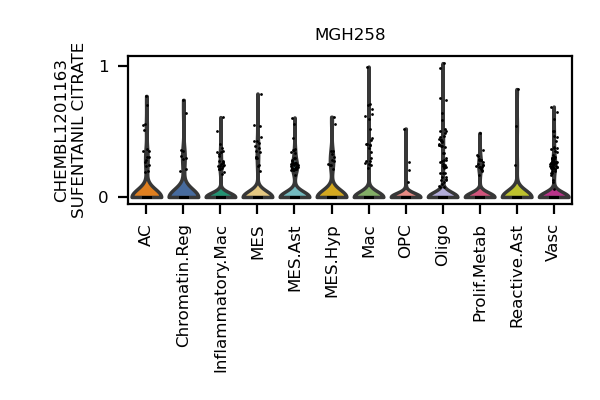 MGH258
CHEMBL1201163
SUFENTANIL CITRATE
1
0
AC
Chromatin.Reg
Inflammatory.Mac
MES
MES.Ast
MES.Hyp
Mac
OPC
Oligo
Prolif.Metab
Reactive.Ast
Vasc